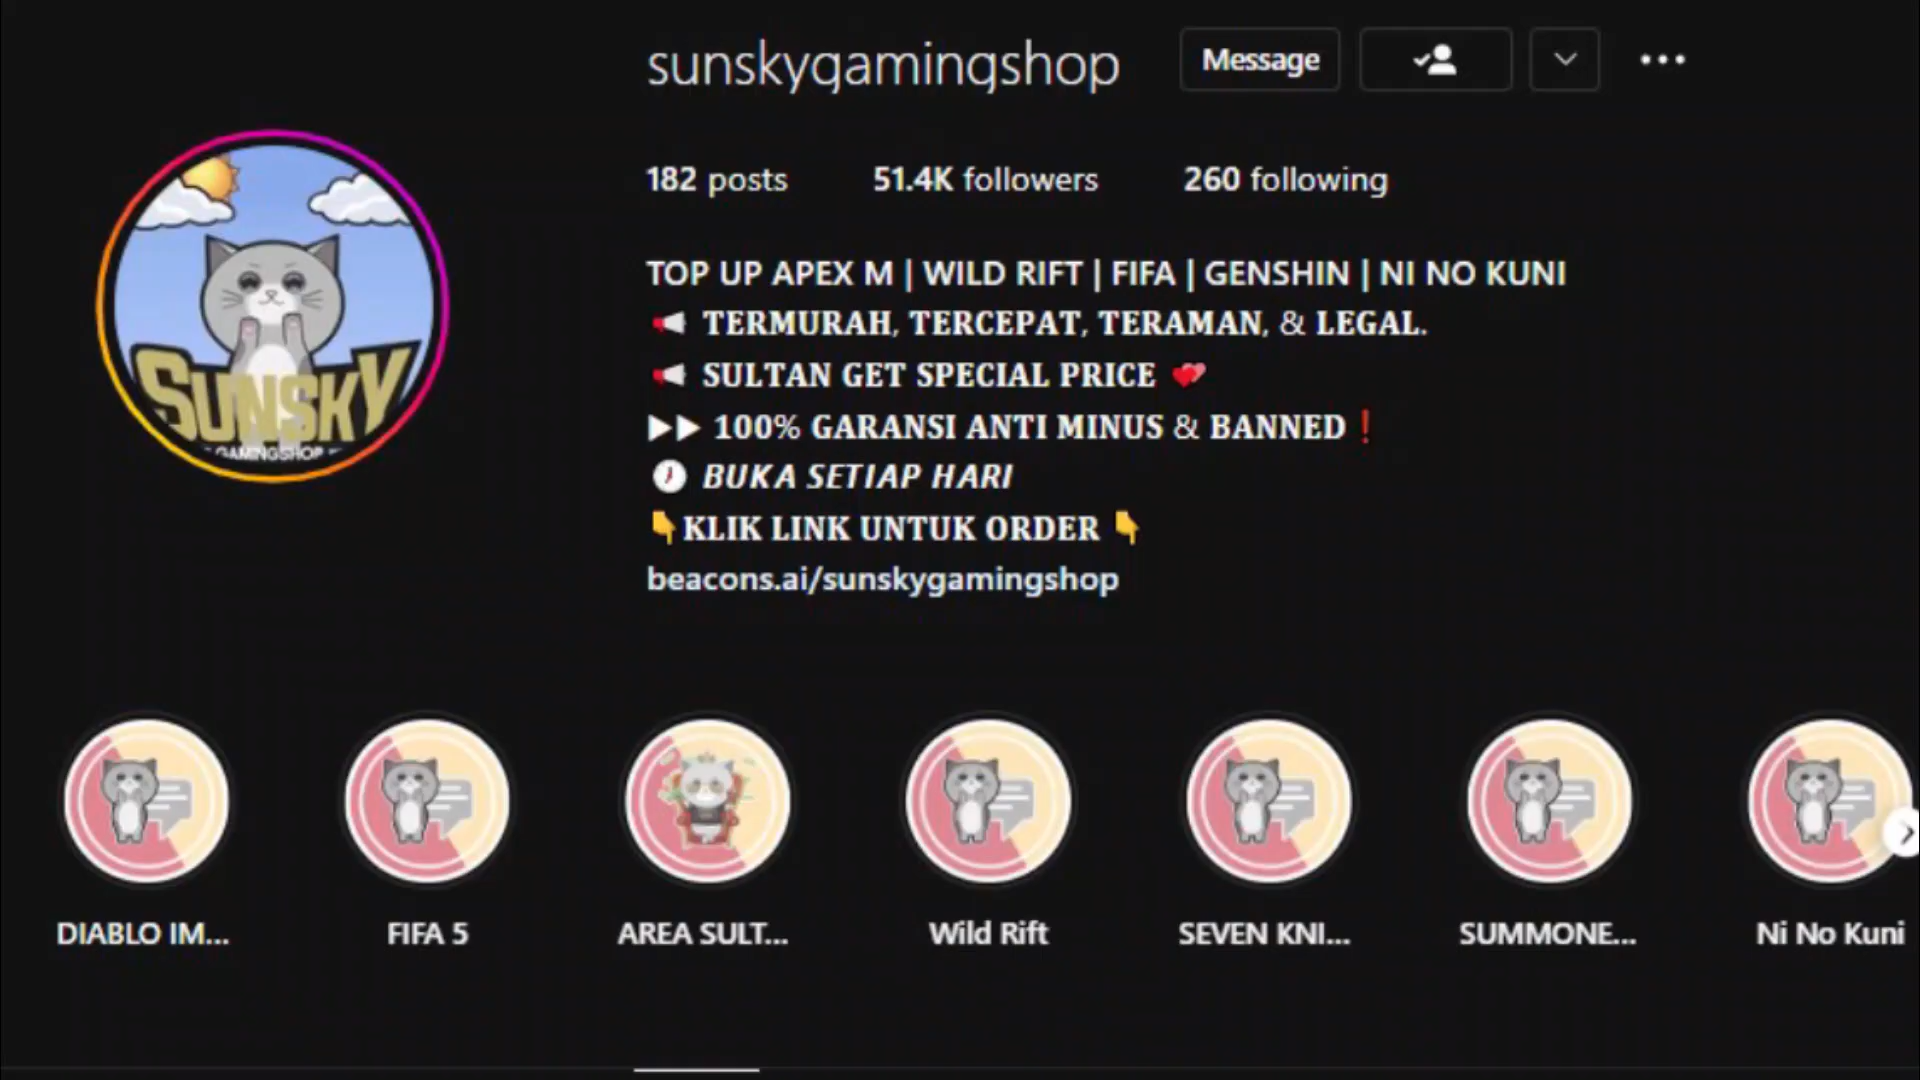 sunskygamingshop
Message
182 posts 51.4K followers 260 following
TOP UP APEX M | WILD RIFT | FIFA | GENSHIN | NI NO KUNI
TERMURAH, TERCEPAT, TERAMAN, & LEGAL.
SULTAN GET SPECIAL PRICE
100% GARANSI ANTI MINUS & BANNED❗
BUKA SETIAP HARI
KLIK LINK UNTUK ORDER
beacons.ai/sunskygamingshop
SUNSKY
GAMINGSHOP
DIABLO IM... FIFA 5 AREA SULT... Wild Rift SEVEN KNI... SUMMONE... Ni No Kuni